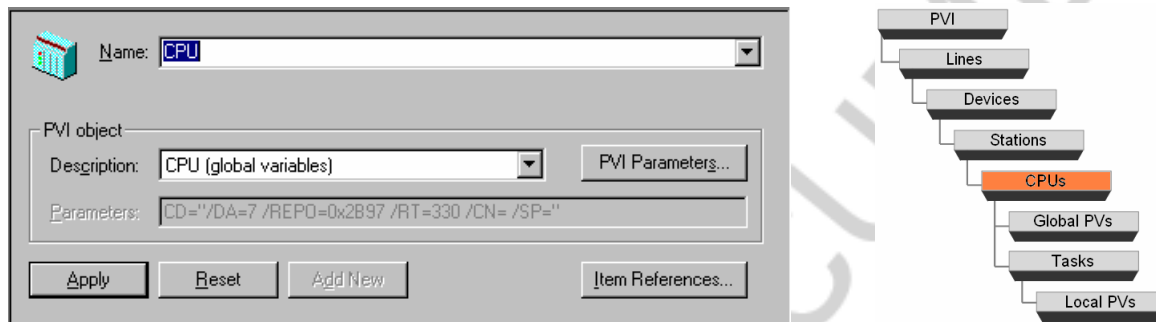 Name: CPU
PVI object
Description: CPU (global variables) PVI Parameters...
Parameters: CD="/DA=7 /REPO=0x2B97 /RT=330 /CN= /SP="
Apply Reset Add New Item References...
PVI
Lines
Devices
Stations
CPUs
Global PVs
Tasks
Local PVs